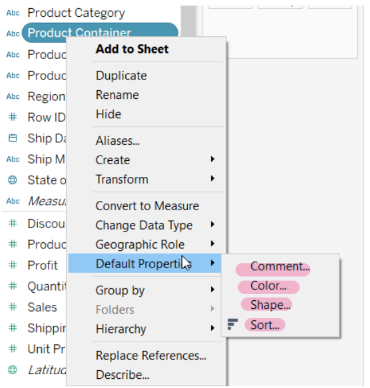 Abc Product Category
Abc Product Container
Abc Produc
Abc Produc
Abc Region
# Row ID
Ship Da
Abc Ship M
State o
Abc Measu
# Discou
# Produc
# Profit
# Quantit
# Sales
# Shippin
# Unit Pr
Latitud
Add to Sheet
Duplicate
Rename
Hide
Aliases...
Create
Transform
Convert to Measure
Change Data Type
Geographic Role
Default Properties
Group by
Folders
Hierarchy
Replace References...
Describe...
Comment...
Color...
Shape...
Sort...